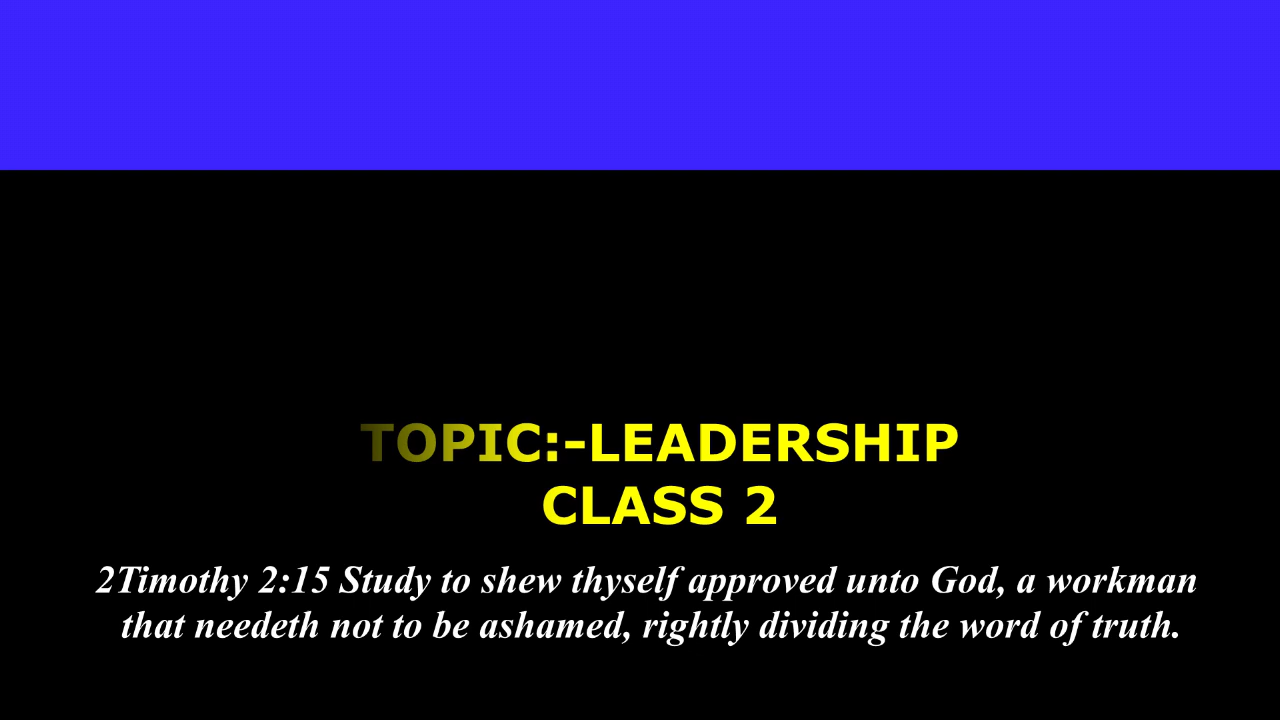 TOPIC:-LEADERSHIP
CLASS 2
2Timothy 2:15 Study to shew thyself approved unto God, a workman
that needeth not to be ashamed, rightly dividing the word of truth.